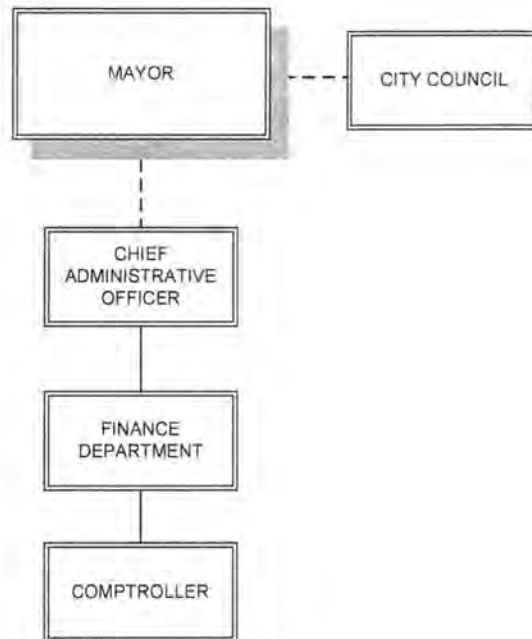 MAYOR
CITY COUNCIL
CHIEF
ADMINISTRATIVE
OFFICER
FINANCE
DEPARTMENT
COMPTROLLER